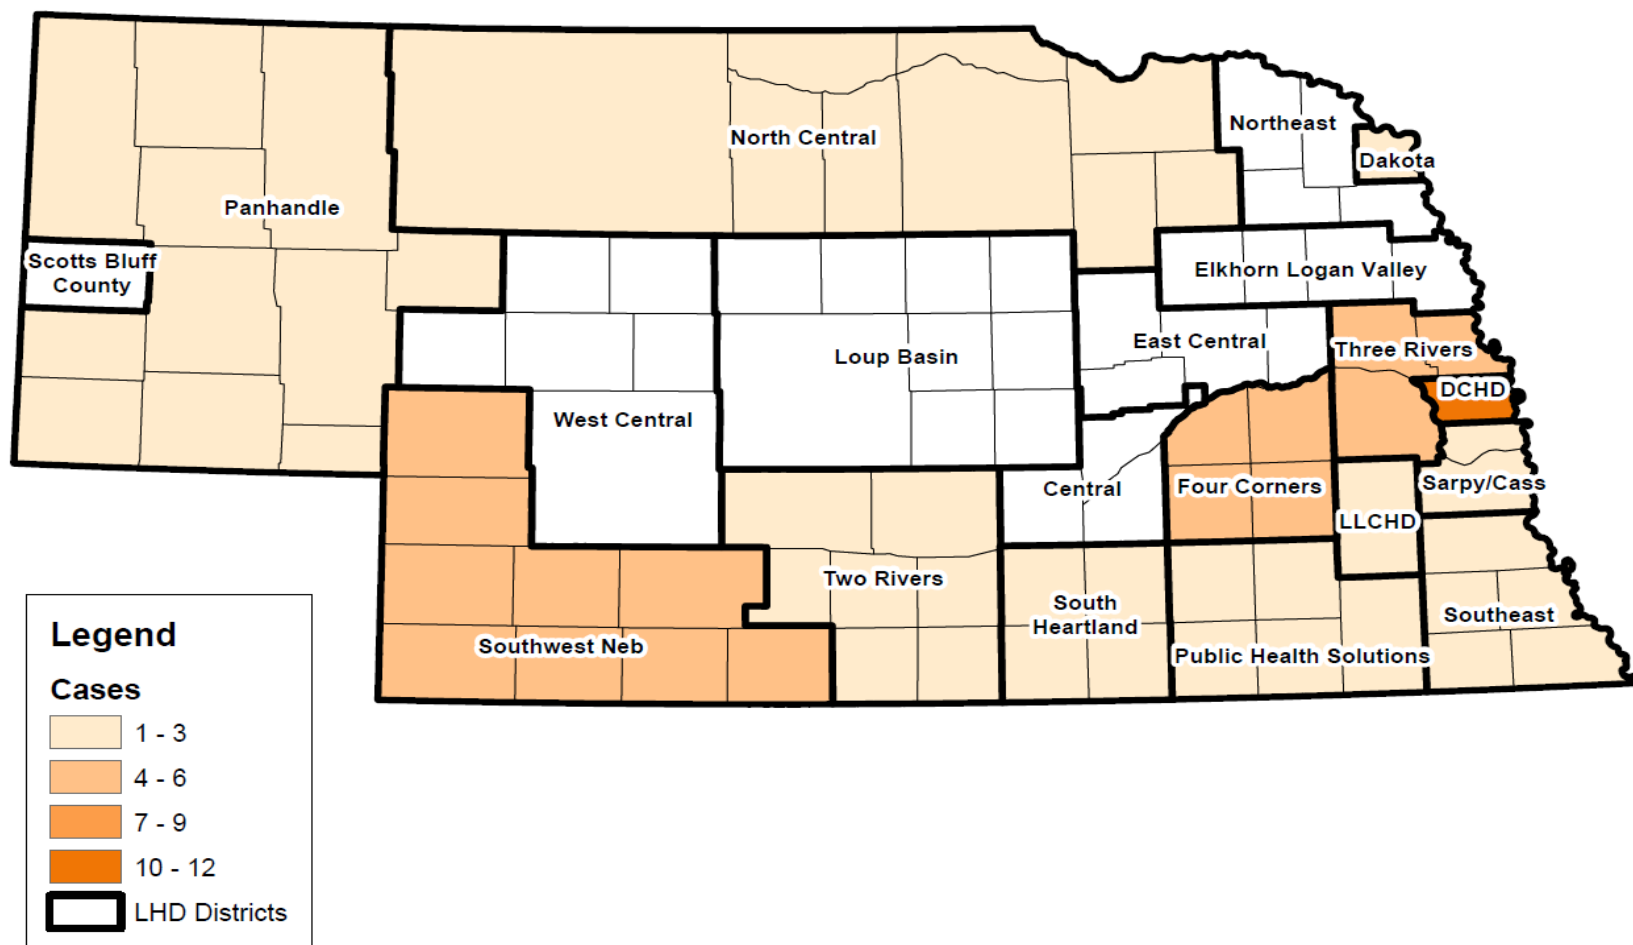 Northeast
North Central
Dakota
Panhandle
Scotts Bluff
County
Elkhorn Logan Valley
East Central
Three Rivers
Loup Basin
DCHD
West Central
Sarpy/Cass
Central
Four Corners
LLCHD
Two Rivers
South
Heartland
Southeast
Southwest Neb
Public Health Solutions
Legend
Cases
1 - 3
4 - 6
7 - 9
10 - 12
LHD Districts